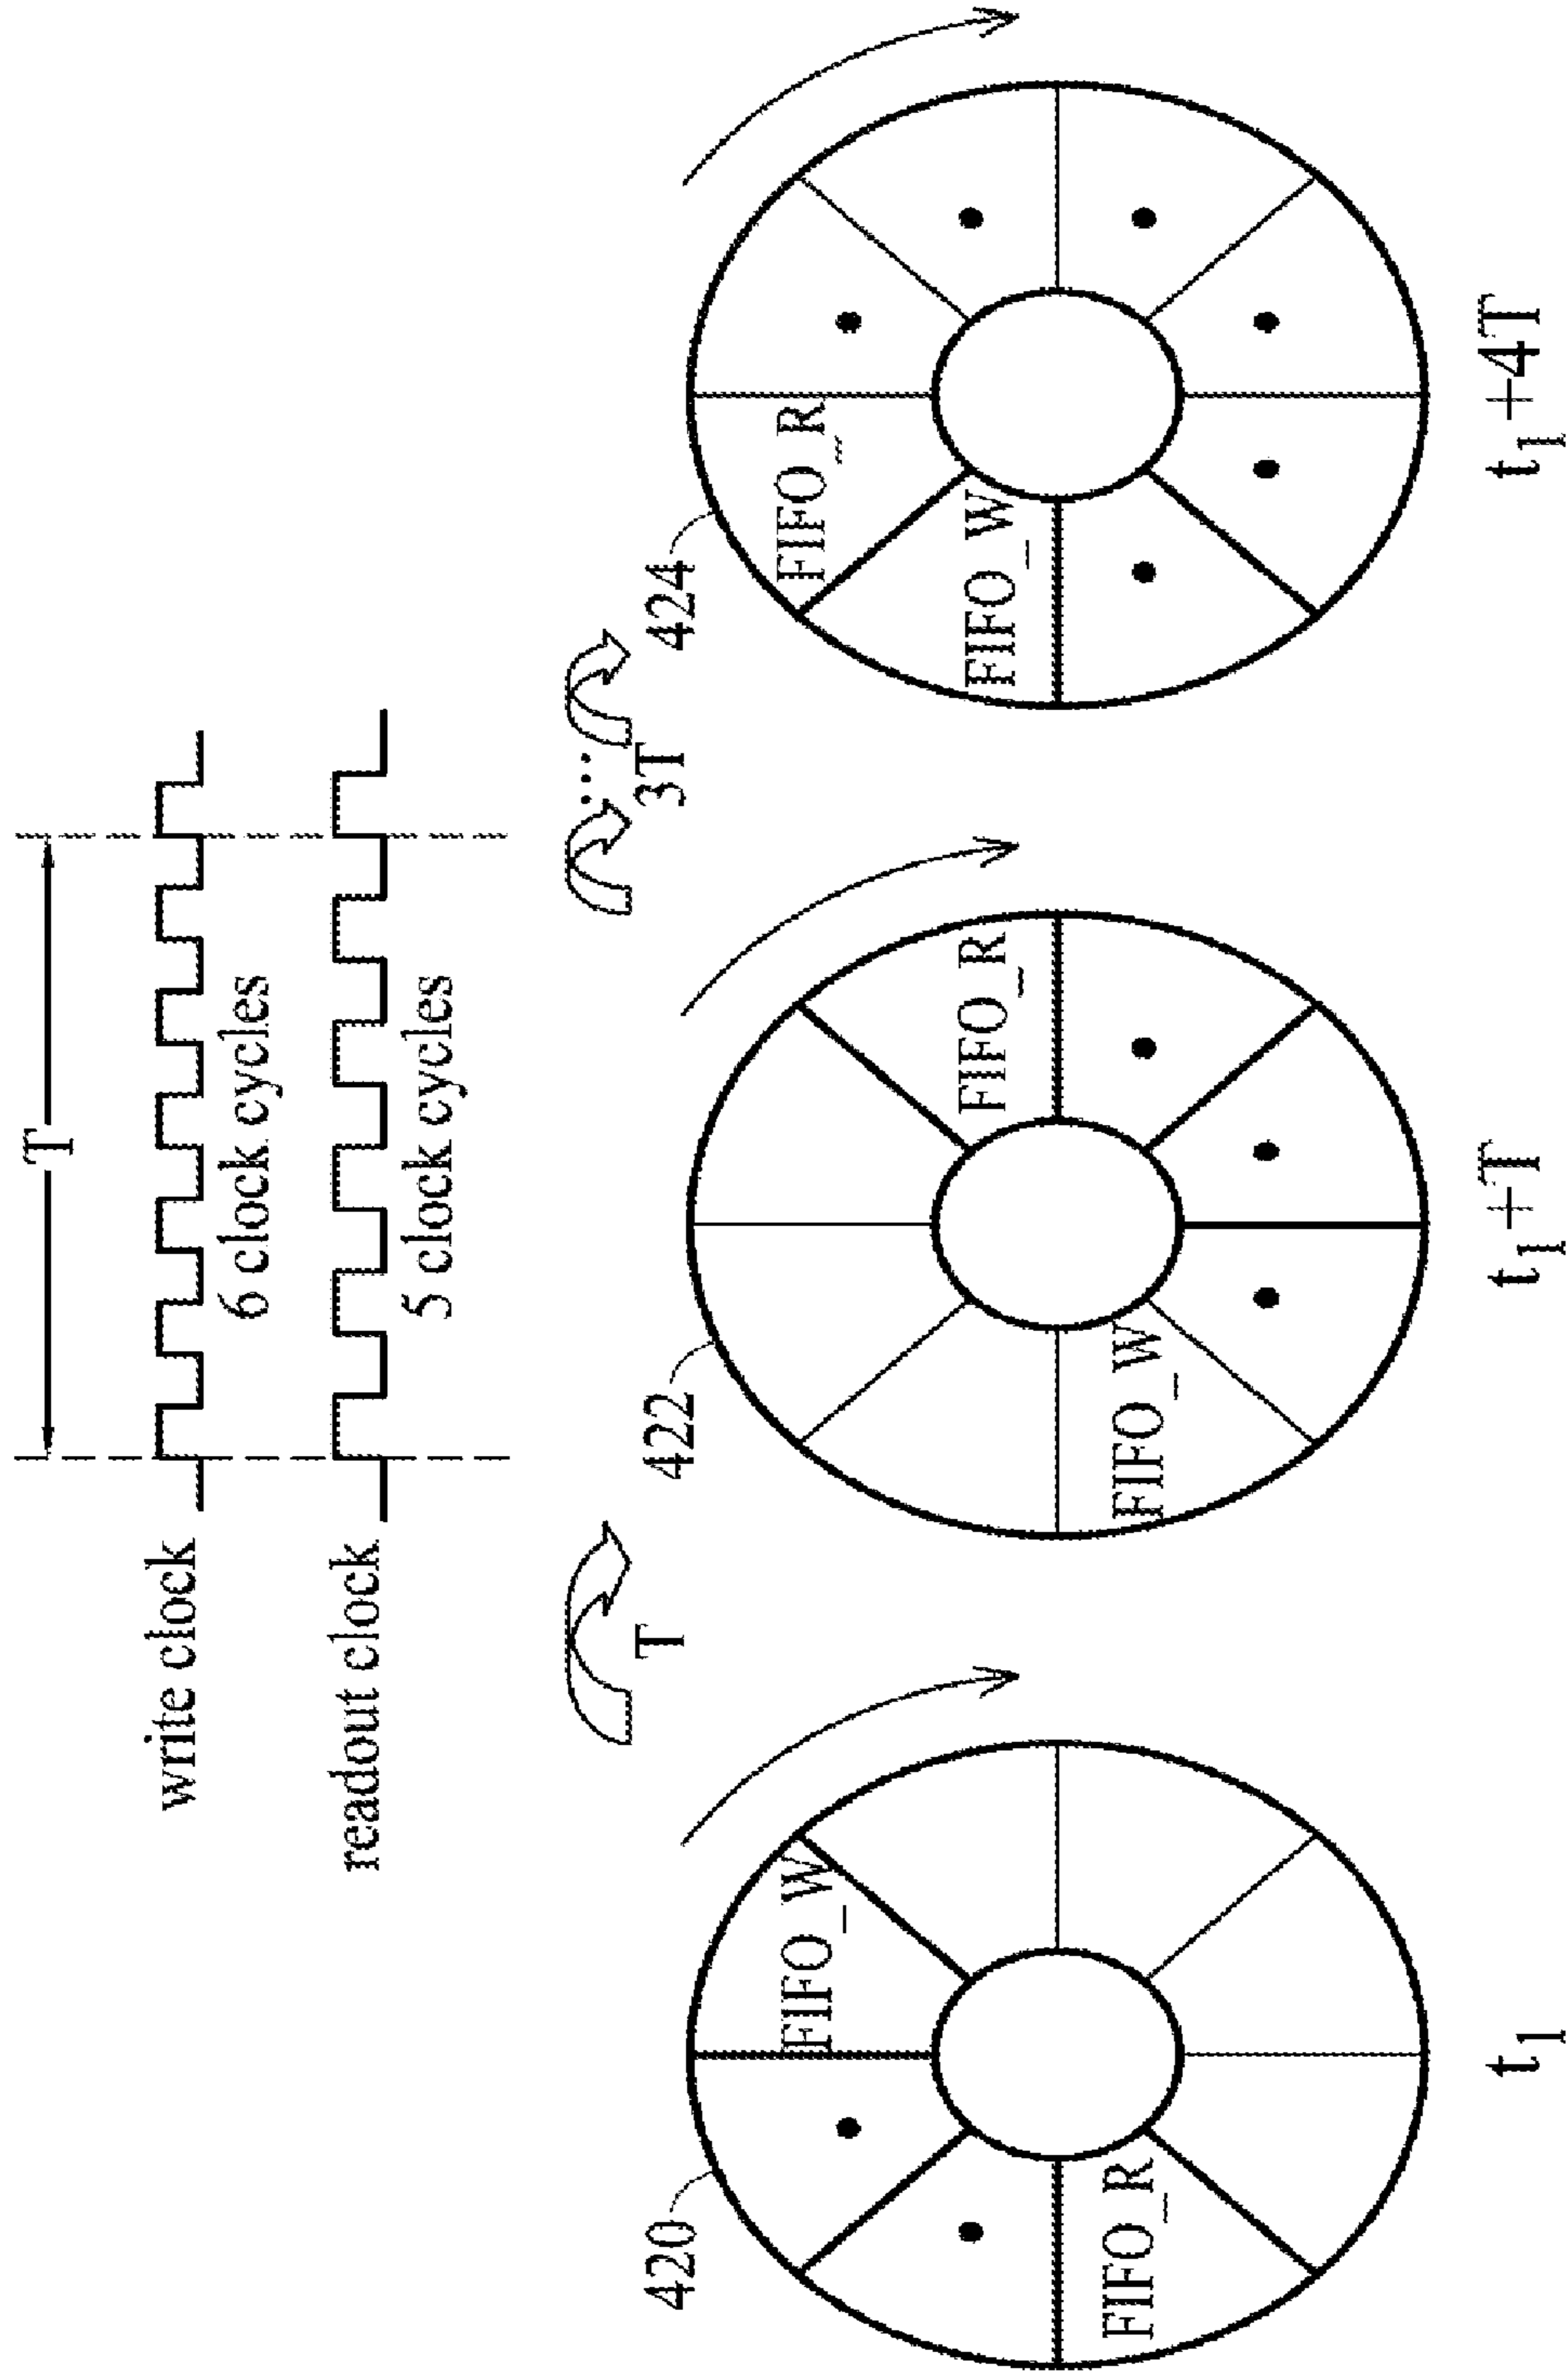 T
write clock
6 clock cycles
readout clock
5 clock cycles
T
...
3T
420
422
424
FIFO_W
FIFO_R
FIFO_R
FIFO_W
FIFO_R
FIFO_W
t1
t1+T
t1+4T